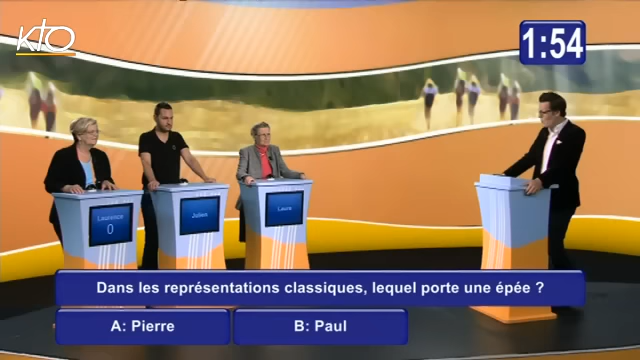 KTO
1:54
Laurence
0
Julien
Laura
Dans les représentations classiques, lequel porte une épée ?
A: Pierre
B: Paul